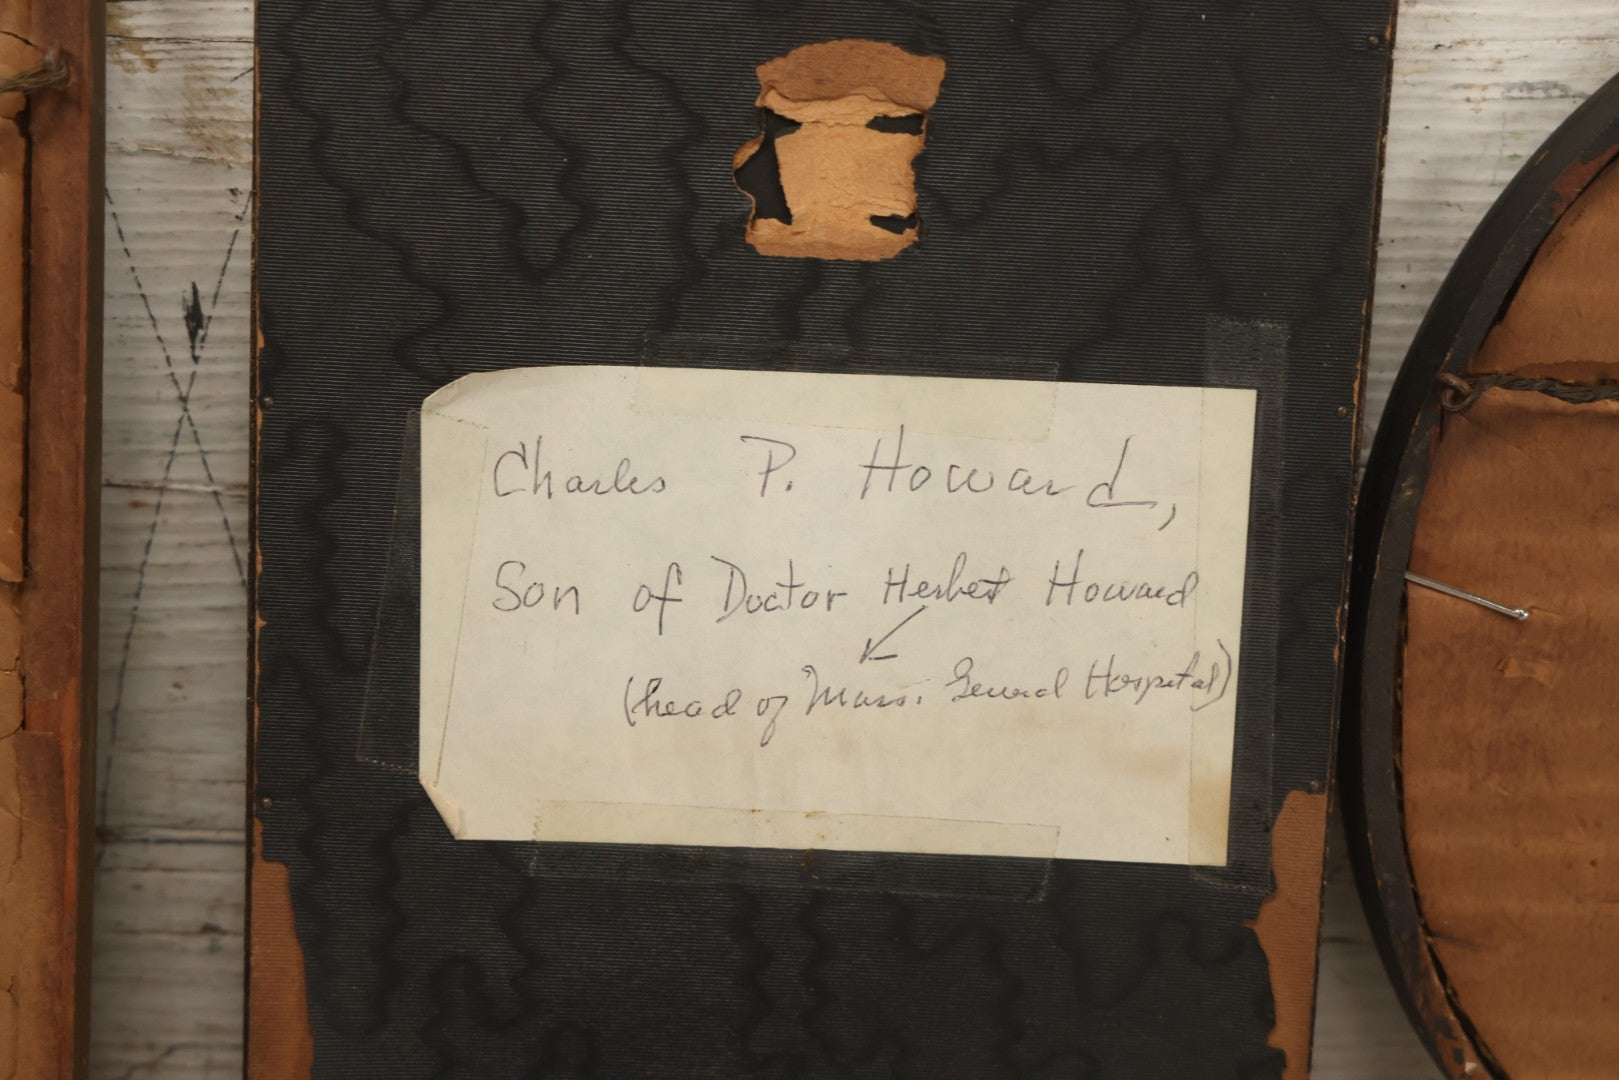 Charles P. Howard,
Son of Doctor Herbert Howard
(head of Mass. General Hospital)